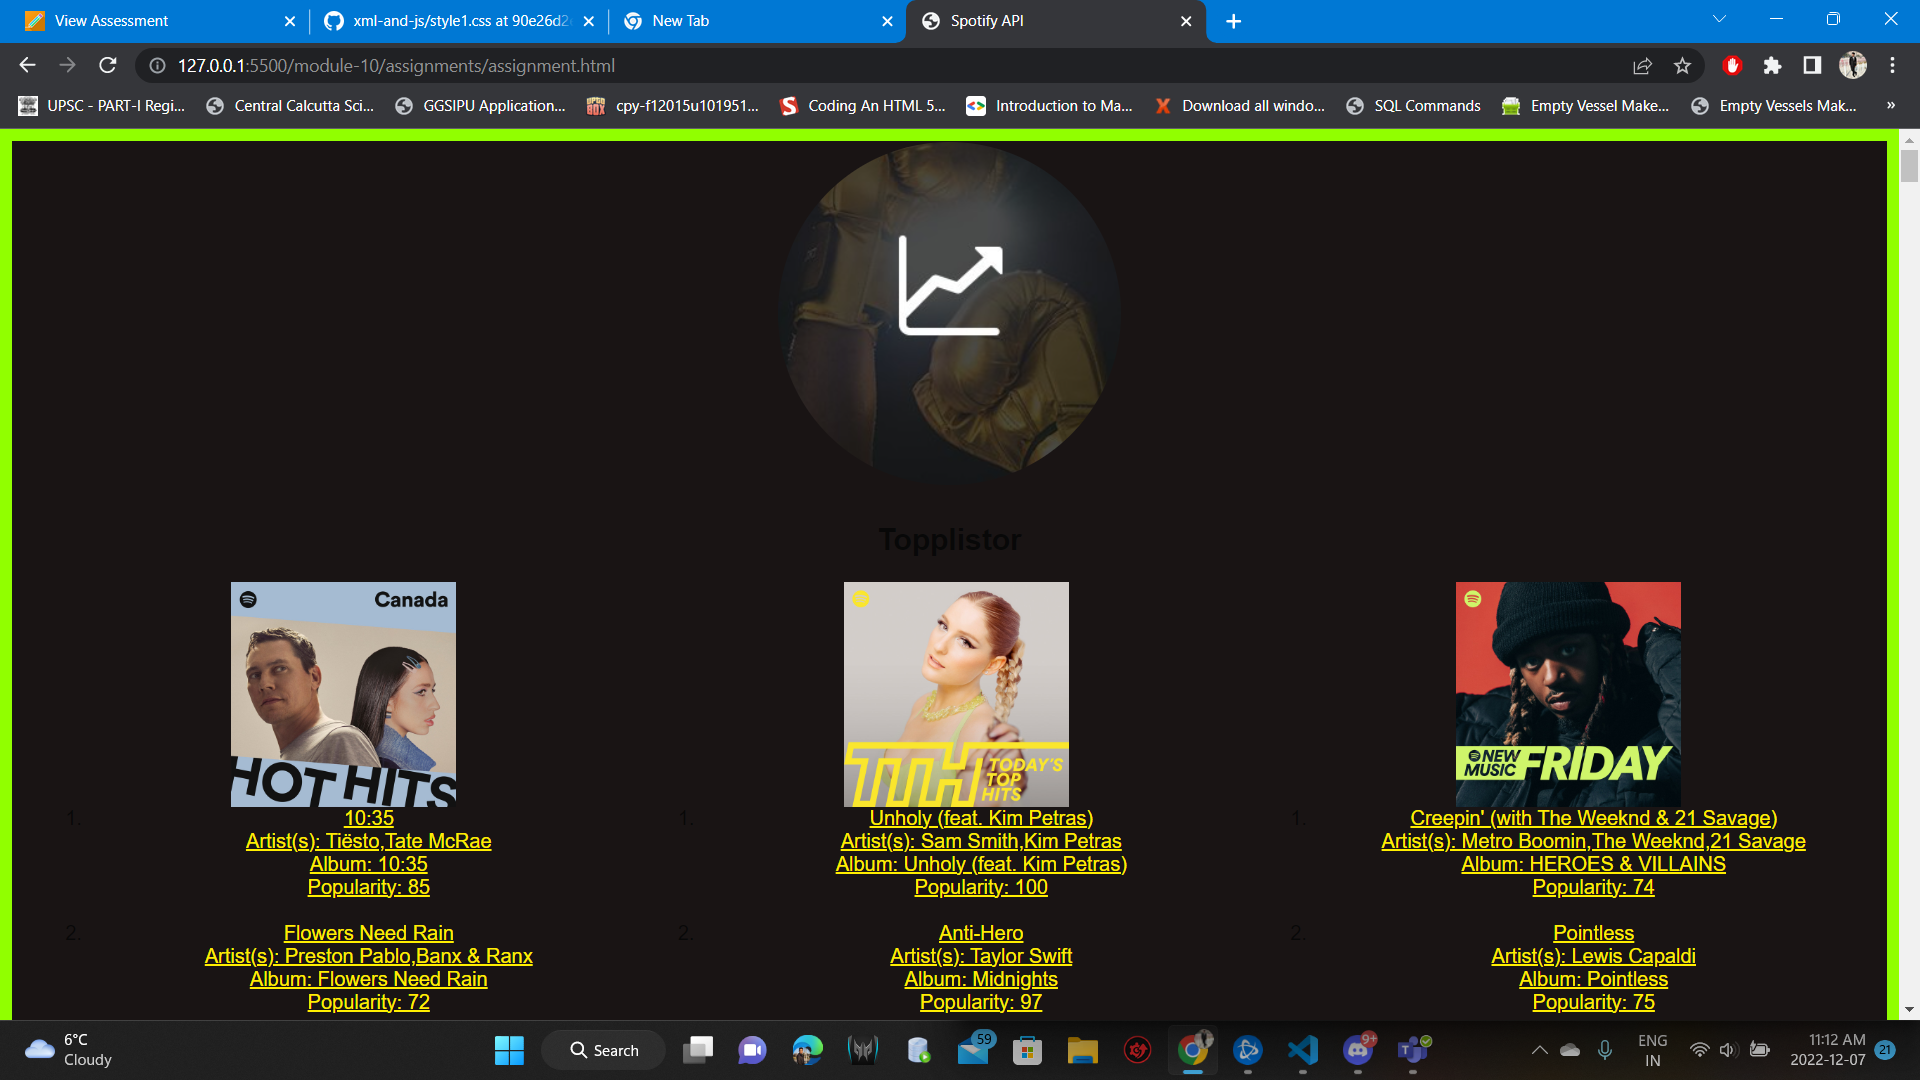 View Assessment
xml-and-js/style1.css at 90e26d2
New Tab
Spotify API
127.0.0.1:5500/module-10/assignments/assignment.html
UPSC - PART-I Regi...
Central Calcutta Sci...
GGSIPU Application...
cpy-f12015u101951...
Coding An HTML 5...
Introduction to Ma...
Download all windo...
SQL Commands
Empty Vessel Make...
Empty Vessels Mak...
»
Topplistor
Canada
HOT HITS
TTH TODAY'S
TOP
HITS
NEW
MUSIC FRIDAY
1.
10:35
Artist(s): Tiësto,Tate McRae
Album: 10:35
Popularity: 85
2.
Flowers Need Rain
Artist(s): Preston Pablo,Banx & Ranx
Album: Flowers Need Rain
Popularity: 72
1.
Unholy (feat. Kim Petras)
Artist(s): Sam Smith,Kim Petras
Album: Unholy (feat. Kim Petras)
Popularity: 100
2.
Anti-Hero
Artist(s): Taylor Swift
Album: Midnights
Popularity: 97
1.
Creepin' (with The Weeknd & 21 Savage)
Artist(s): Metro Boomin,The Weeknd,21 Savage
Album: HEROES & VILLAINS
Popularity: 74
2.
Pointless
Artist(s): Lewis Capaldi
Album: Pointless
Popularity: 75
6°C
Cloudy
Search
59
9+
ENG
IN
11:12 AM
2022-12-07
21